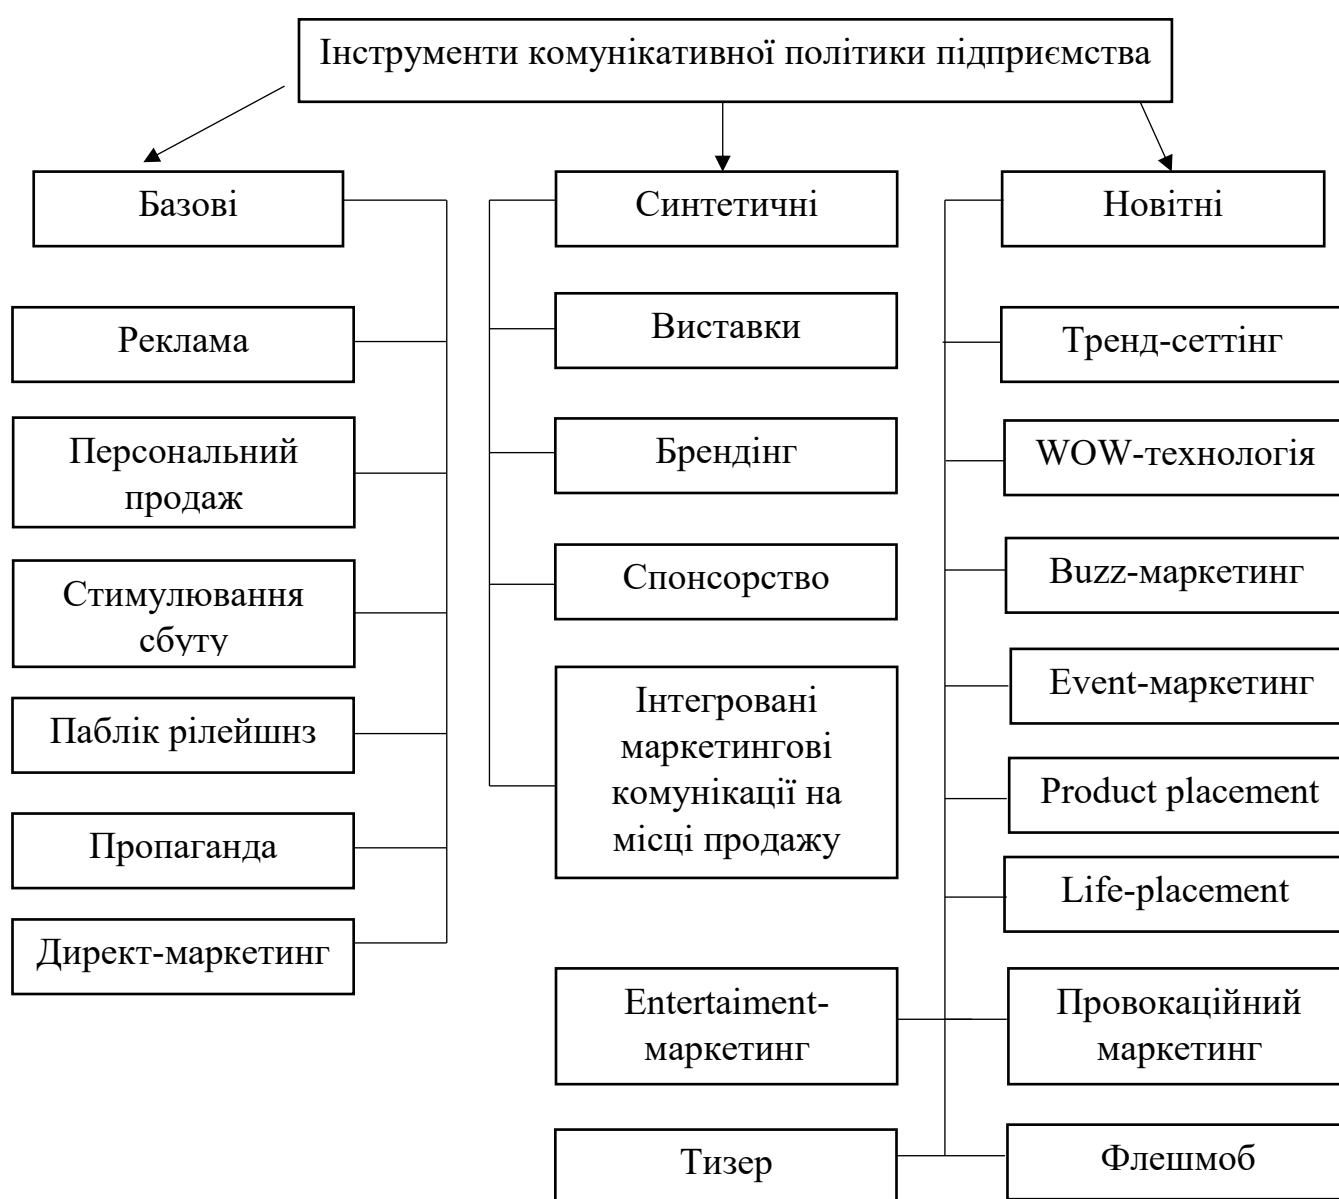 Інструменти комунікативної політики підприємства
Базові
Синтетичні
Новітні
Реклама
Персональний
продаж
Стимулювання
сбуту
Паблік рілейшнз
Пропаганда
Директ-маркетинг
Виставки
Брендінг
Спонсорство
Інтегровані
маркетингові
комунікації на
місці продажу
Тренд-сеттінг
WOW-технологія
Buzz-маркетинг
Event-маркетинг
Product placement
Life-placement
Entertaiment-
маркетинг
Провокаційний
маркетинг
Тизер
Флешмоб